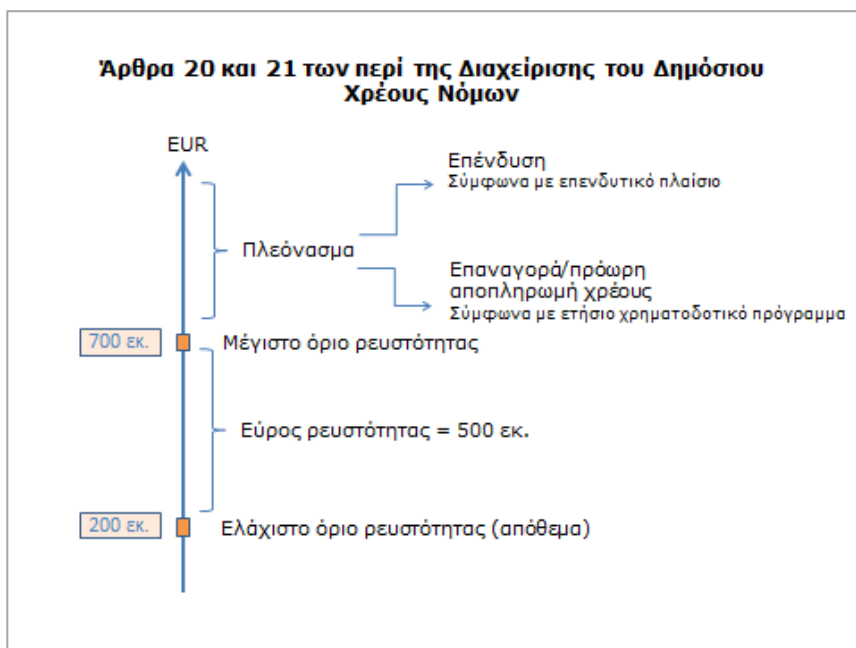 Άρθρα 20 και 21 των περί της Διαχείρισης του Δημόσιου
Χρέους Νόμων
EUR
Επένδυση
Σύμφωνα με επενδυτικό πλαίσιο
Πλεόνασμα
Επαναγορά/πρόωρη
αποπληρωμή χρέους
Σύμφωνα με ετήσιο χρηματοδοτικό πρόγραμμα
700 εκ.
Μέγιστο όριο ρευστότητας
Εύρος ρευστότητας = 500 εκ.
200 εκ.
Ελάχιστο όριο ρευστότητας (απόθεμα)